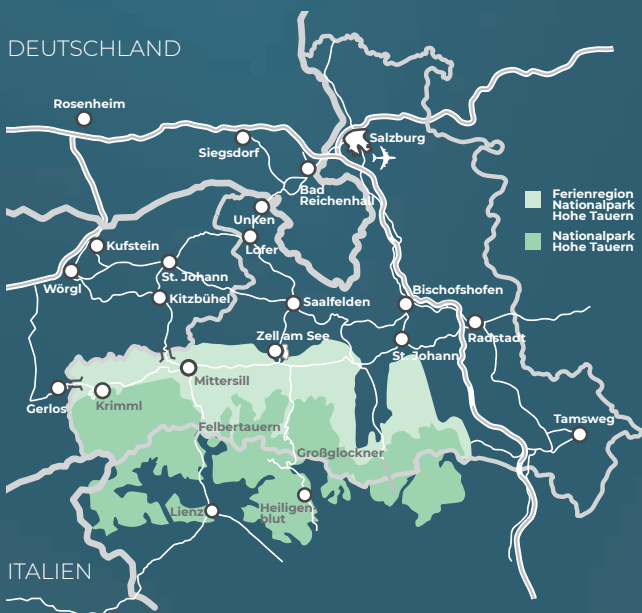 DEUTSCHLAND
Rosenheim
Salzburg
Siegsdorf
Bad
Reichenhall
Ferienregion
Nationalpark
Hohe Tauern
Nationalpark
Hohe Tauern
Unken
Kufstein
Lofer
St. Johann
Wörgl
Kitzbühel
Saalfelden
Bischofshofen
Zell am See
Radstadt
St. Johann
Mittersill
Gerlos
Krimml
Tamsweg
Felbertauern
Großglockner
Lienz
Heiligen-
blut
ITALIEN